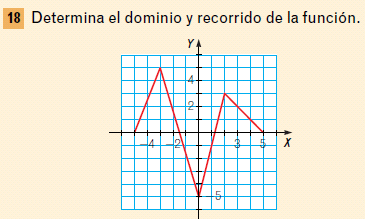 18 Determina el dominio y recorrido de la función.
Y
4
2
-4 -2 3 5 X
-5